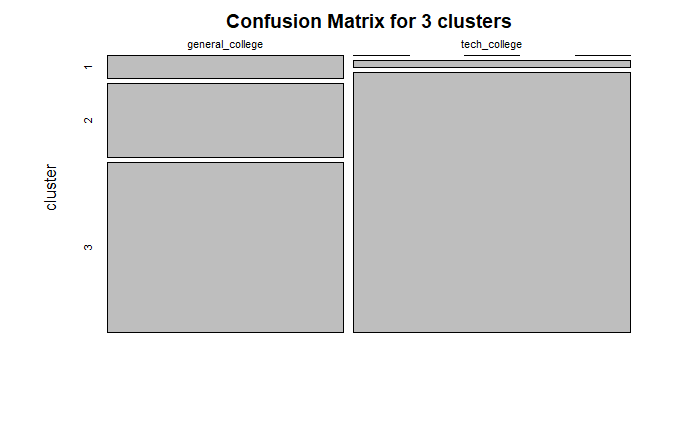 Confusion Matrix for 3 clusters
general_college
tech_college
1
2
3
cluster